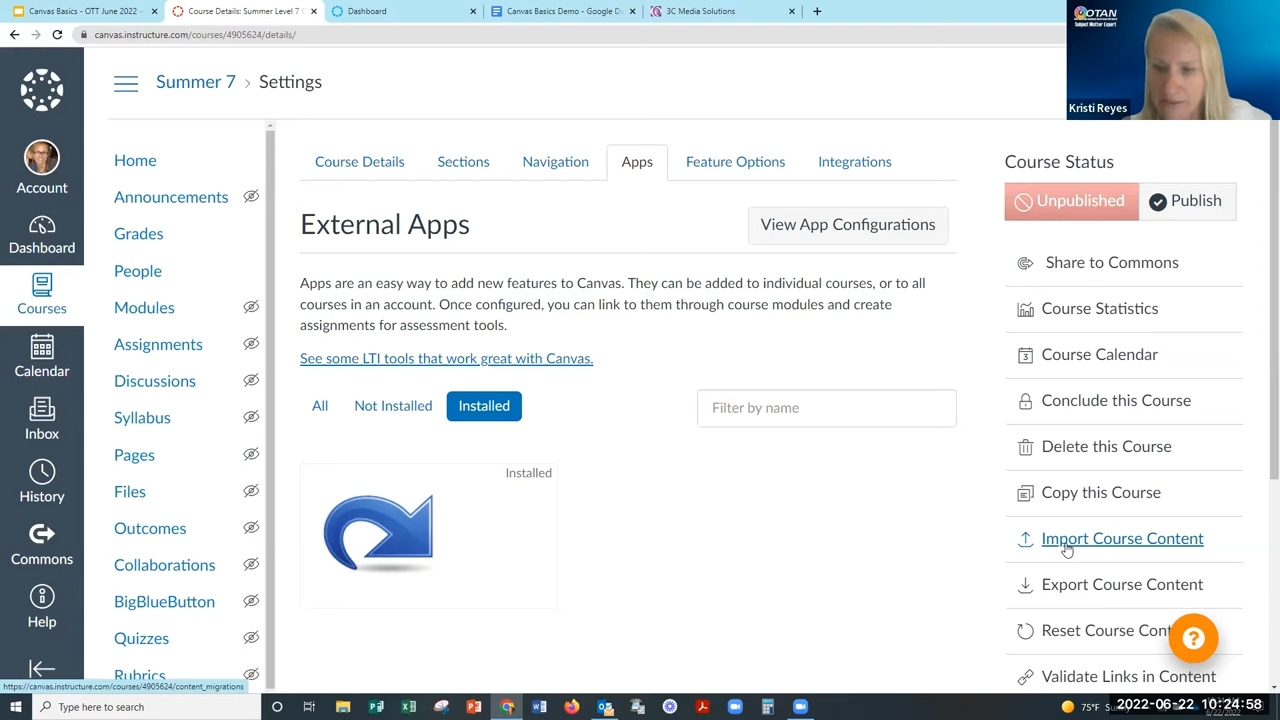 Canvas Basics - OTT June 2022 -
Course Details: Summer Level 7
Dashboard
Canvas Basics Demo - Google D
3C Media Solutions
canvas.instructure.com/courses/4905624/details/
OTAN
Subject Matter Expert
Kristi Reyes
Summer 7 › Settings
Account
Dashboard
Courses
Calendar
Inbox
History
Commons
Help
Home
Announcements
Grades
People
Modules
Assignments
Discussions
Syllabus
Pages
Files
Outcomes
Collaborations
BigBlueButton
Quizzes
Rubrics
Course Details
Sections
Navigation
Apps
Feature Options
Integrations
External Apps
View App Configurations
Apps are an easy way to add new features to Canvas. They can be added to individual courses, or to all
courses in an account. Once configured, you can link to them through course modules and create
assignments for assessment tools.
See some LTI tools that work great with Canvas.
All
Not Installed
Installed
Filter by name
Installed
Course Status
Unpublished
Publish
Share to Commons
Course Statistics
3
Course Calendar
Conclude this Course
Delete this Course
Copy this Course
Import Course Content
Export Course Content
Reset Course Cont
?
Validate Links in Content
https://canvas.instructure.com/courses/4905624/content_migrations
Type here to search
75°F
2022-06-22 10:24:58